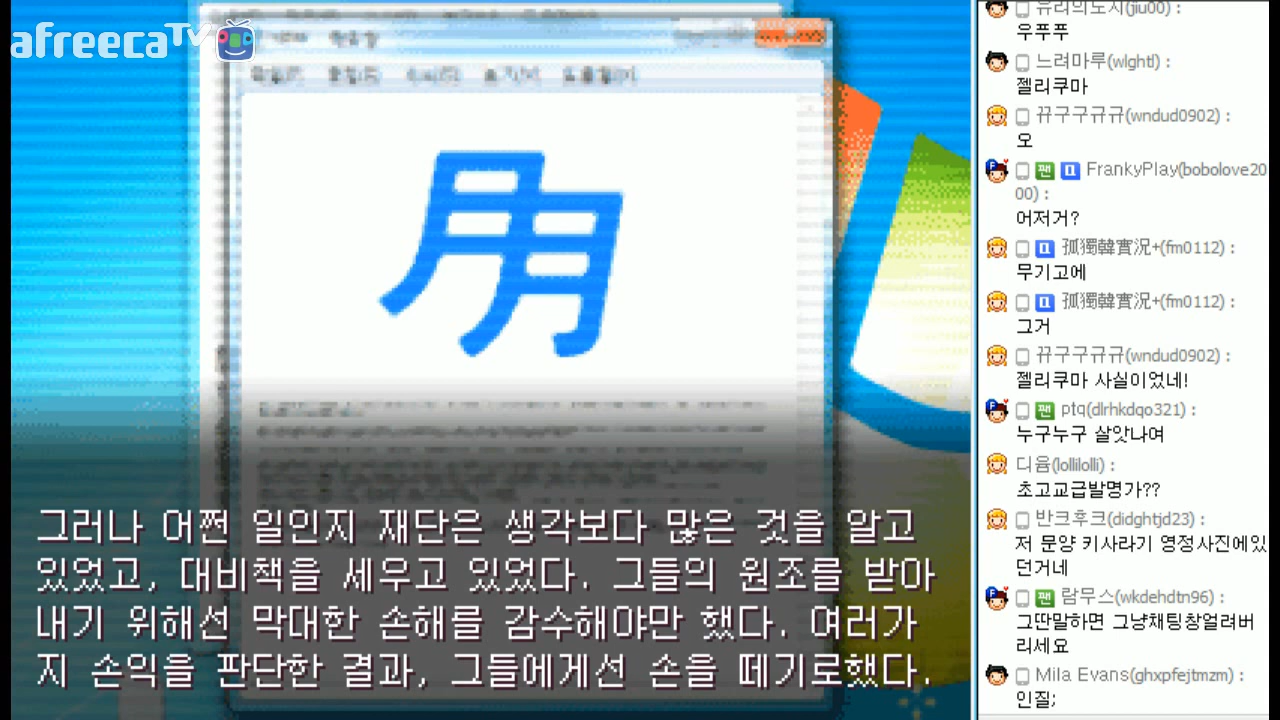 afreecaTV
그러나 어쩐 일인지 재단은 생각보다 많은 것을 알고
있었고, 대비책을 세우고 있었다. 그들의 원조를 받아
내기 위해선 막대한 손해를 감수해야만 했다. 여러가
지 손익을 판단한 결과, 그들에게선 손을 떼기로했다.
유리의도시(jiu00) :
우푸푸
느려마루(wlghtl) :
젤리쿠마
뀨구구규규(wndud0902) :
오
팬 FrankyPlay(bobolove20
00) :
어저거?
孤獨韓實況+(fm0112) :
무기고에
孤獨韓實況+(fm0112) :
그거
뀨구구규규(wndud0902) :
젤리쿠마 사실이었네!
팬 ptq(dlrhkdqo321) :
누구누구 살앗나여
디윰(lollilolli) :
초고교급발명가??
반크후크(didghtjd23) :
저 문양 키사라기 영정사진에있
던거네
팬 람무스(wkdehdtn96) :
그딴말하면 그냥채팅창얼려버
리세요
Mila Evans(ghxpfejtmzm) :
인질;